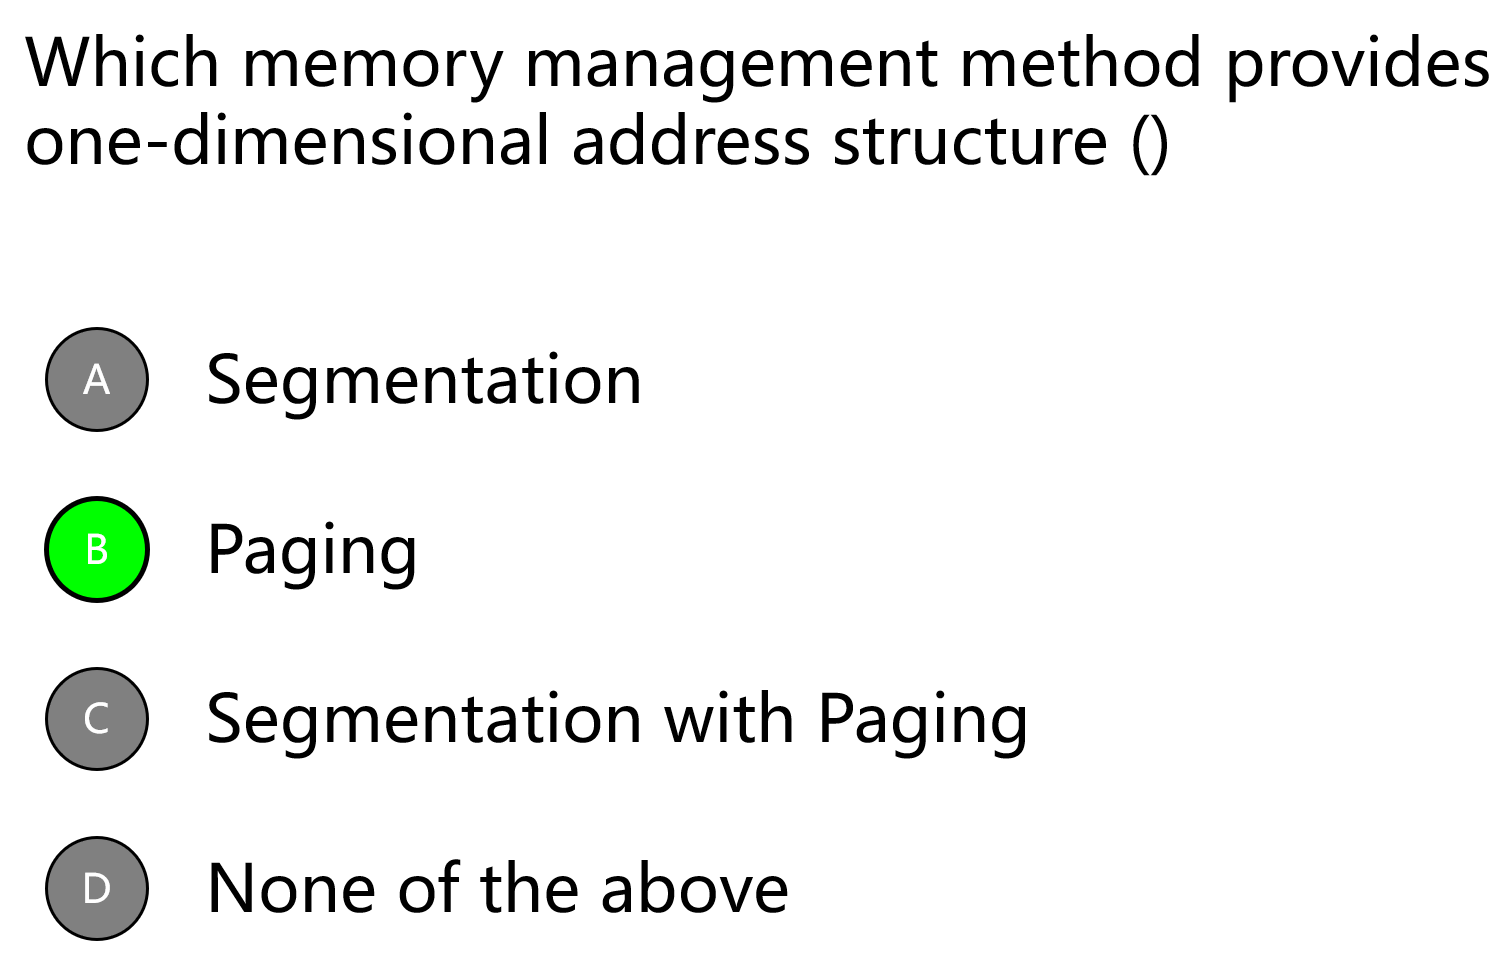 Which memory management method provides
one-dimensional address structure ()
A Segmentation
B Paging
C Segmentation with Paging
D None of the above